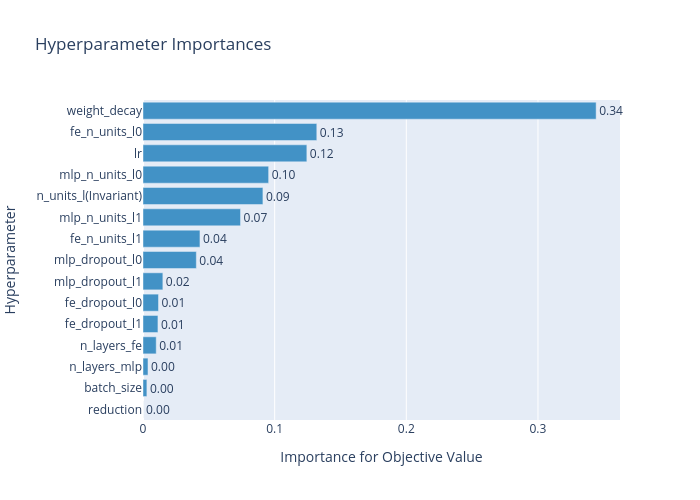 Hyperparameter Importances
weight_decay 0.34
fe_n_units_l0 0.13
lr 0.12
mlp_n_units_l0 0.10
n_units_l(Invariant) 0.09
mlp_n_units_l1 0.07
fe_n_units_l1 0.04
mlp_dropout_l0 0.04
mlp_dropout_l1 0.02
fe_dropout_l0 0.01
fe_dropout_l1 0.01
n_layers_fe 0.01
n_layers_mlp 0.00
batch_size 0.00
reduction 0.00
0 0.1 0.2 0.3
Importance for Objective Value
Hyperparameter